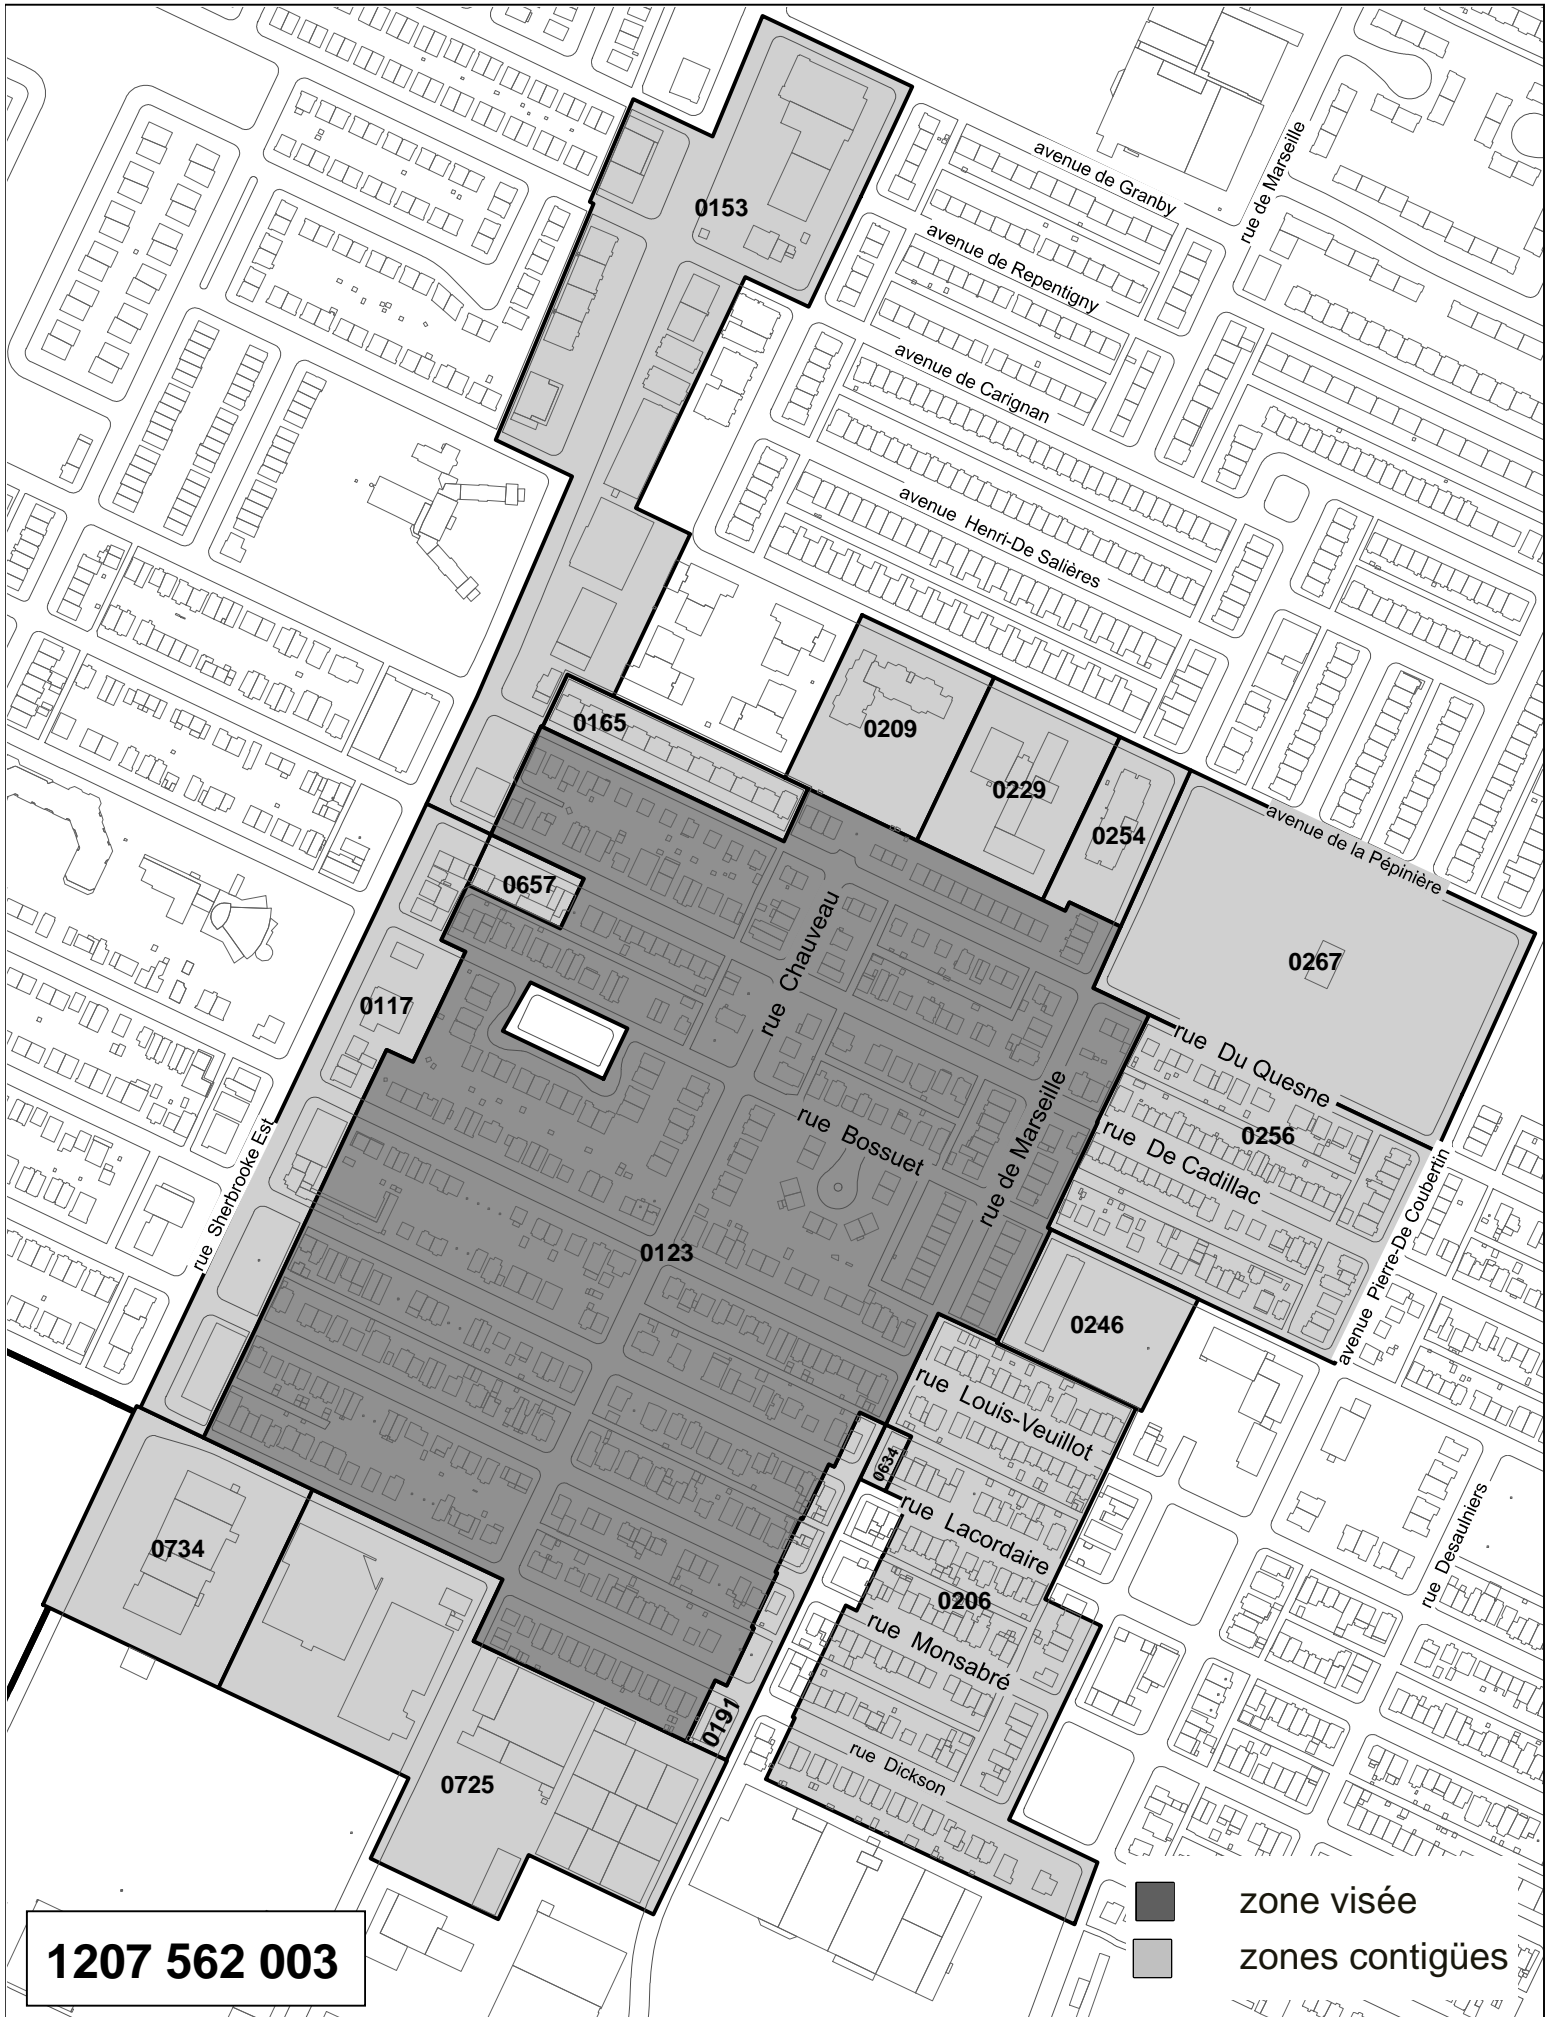 avenue de Granby
rue de Marseille
0153
avenue de Repentigny
avenue de Carignan
avenue Henri-De Salières
0165
0209
0229
0254
avenue de la Pépinière
0657
rue Chauveau
0267
0117
rue Du Quesne
rue Bossuet
rue de Marseille
0256
rue De Cadillac
rue Sherbrooke Est
avenue Pierre-De Coubertin
0123
0246
rue Louis-Veuillot
0634
rue Lacordaire
rue Desaulniers
0734
0206
rue Monsabré
0191
rue Dickson
0725
zone visée
zones contigües
1207 562 003